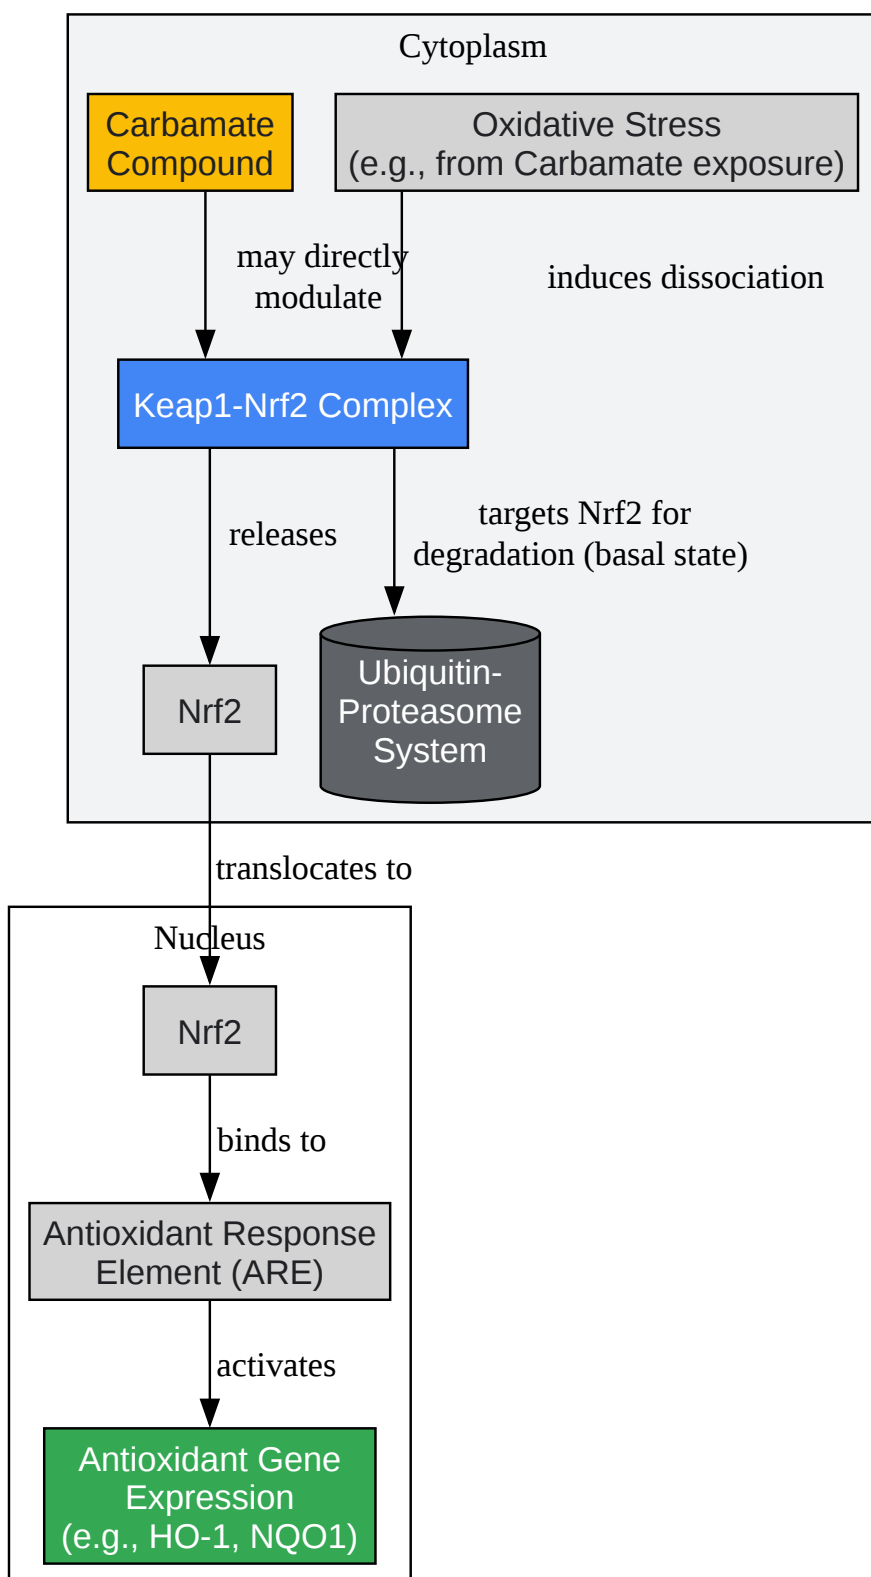 Cytoplasm
Carbamate
Compound
Oxidative Stress
(e.g., from Carbamate exposure)
may directly
modulate
induces dissociation
Keap1-Nrf2 Complex
releases
targets Nrf2 for
degradation (basal state)
Nrf2
Ubiquitin-
Proteasome
System
translocates to
Nucleus
Nrf2
binds to
Antioxidant Response
Element (ARE)
activates
Antioxidant Gene
Expression
(e.g., HO-1, NQO1)